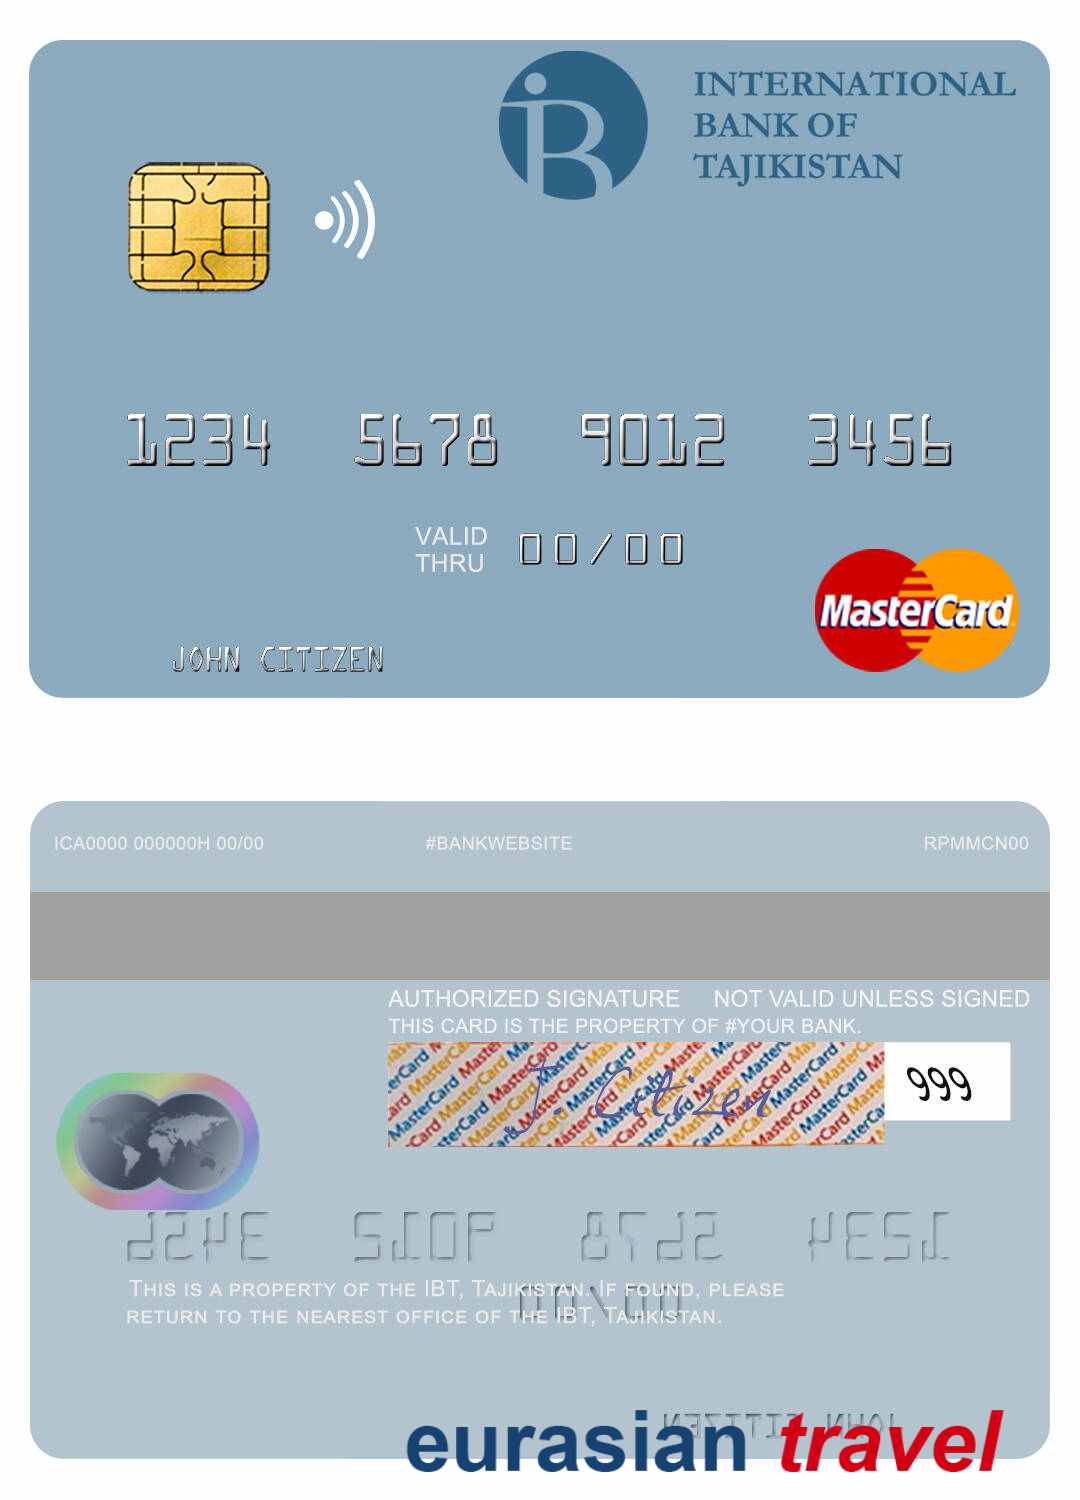 INTERNATIONAL
BANK OF
TAJIKISTAN
1234 5678 9012 3456
VALID
THRU
00/00
MasterCard
JOHN CITIZEN
ICA0000 000000H 00/00 #BANKWEBSITE RPMMCN00
AUTHORIZED SIGNATURE NOT VALID UNLESS SIGNED
THIS CARD IS THE PROPERTY OF #YOUR BANK.
J. Citizen
999
THIS IS A PROPERTY OF THE IBT, TAJIKISTAN. IF FOUND, PLEASE
RETURN TO THE NEAREST OFFICE OF THE IBT, TAJIKISTAN.
eurasian travel